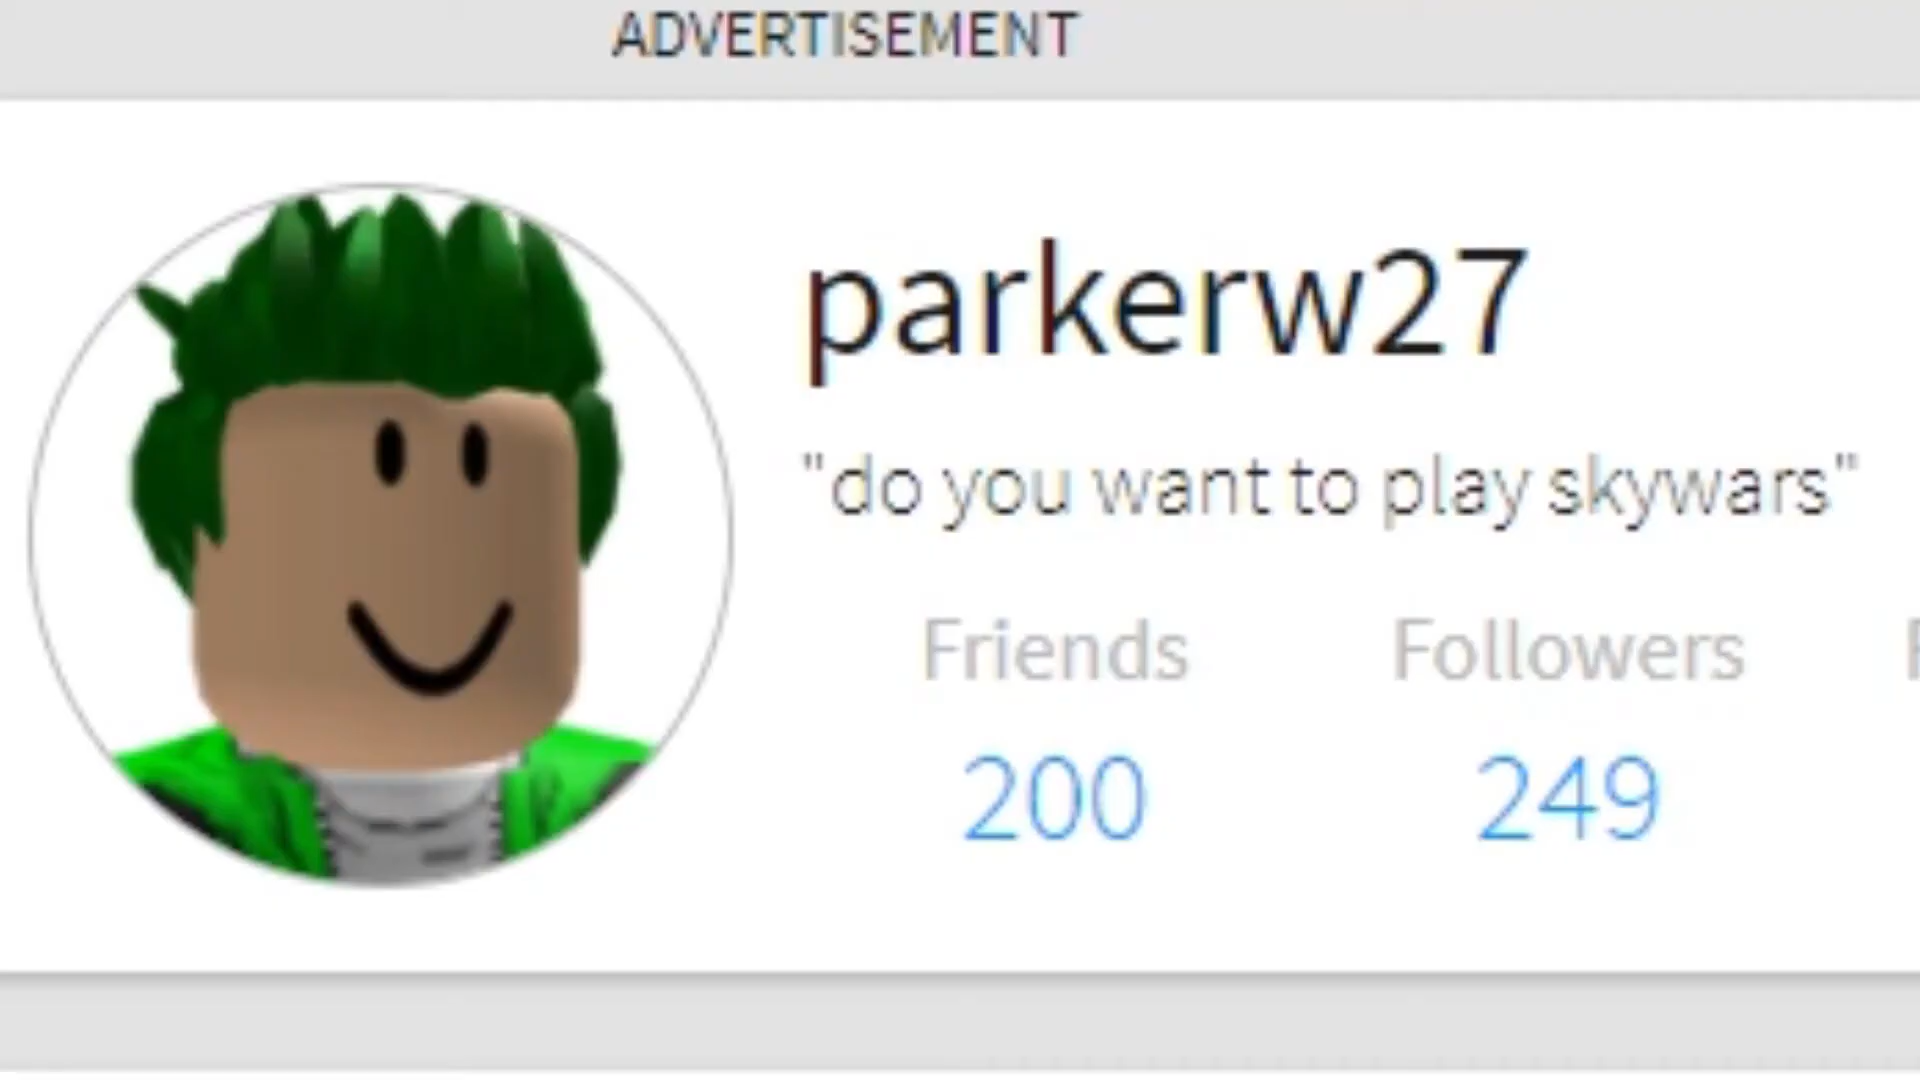 ADVERTISEMENT
parkerw27
"do you want to play skywars"
Friends Followers
200 249